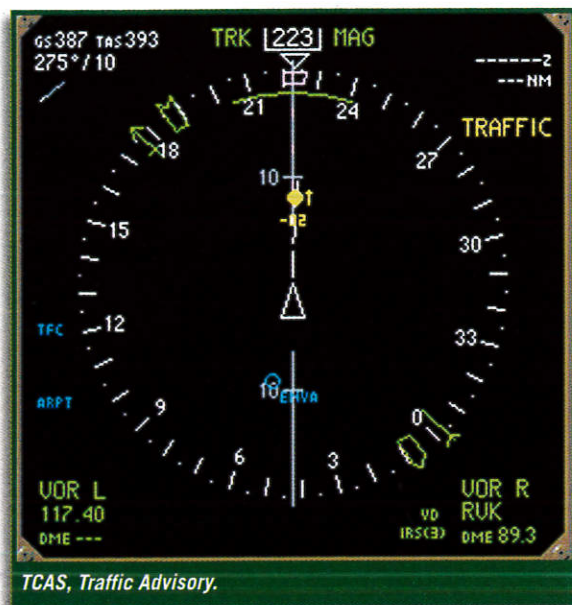 GS387 TAS393
275°/10
TRK 223 MAG
------Z
---NM
TRAFFIC
21
24
18
27
10
15
30
12
33
TFC
10
ARPT
9
0
6
3
VOR L
117.40
DME ---
VOR R
VD RVK
IRS(3) DME 89.3
TCAS, Traffic Advisory.